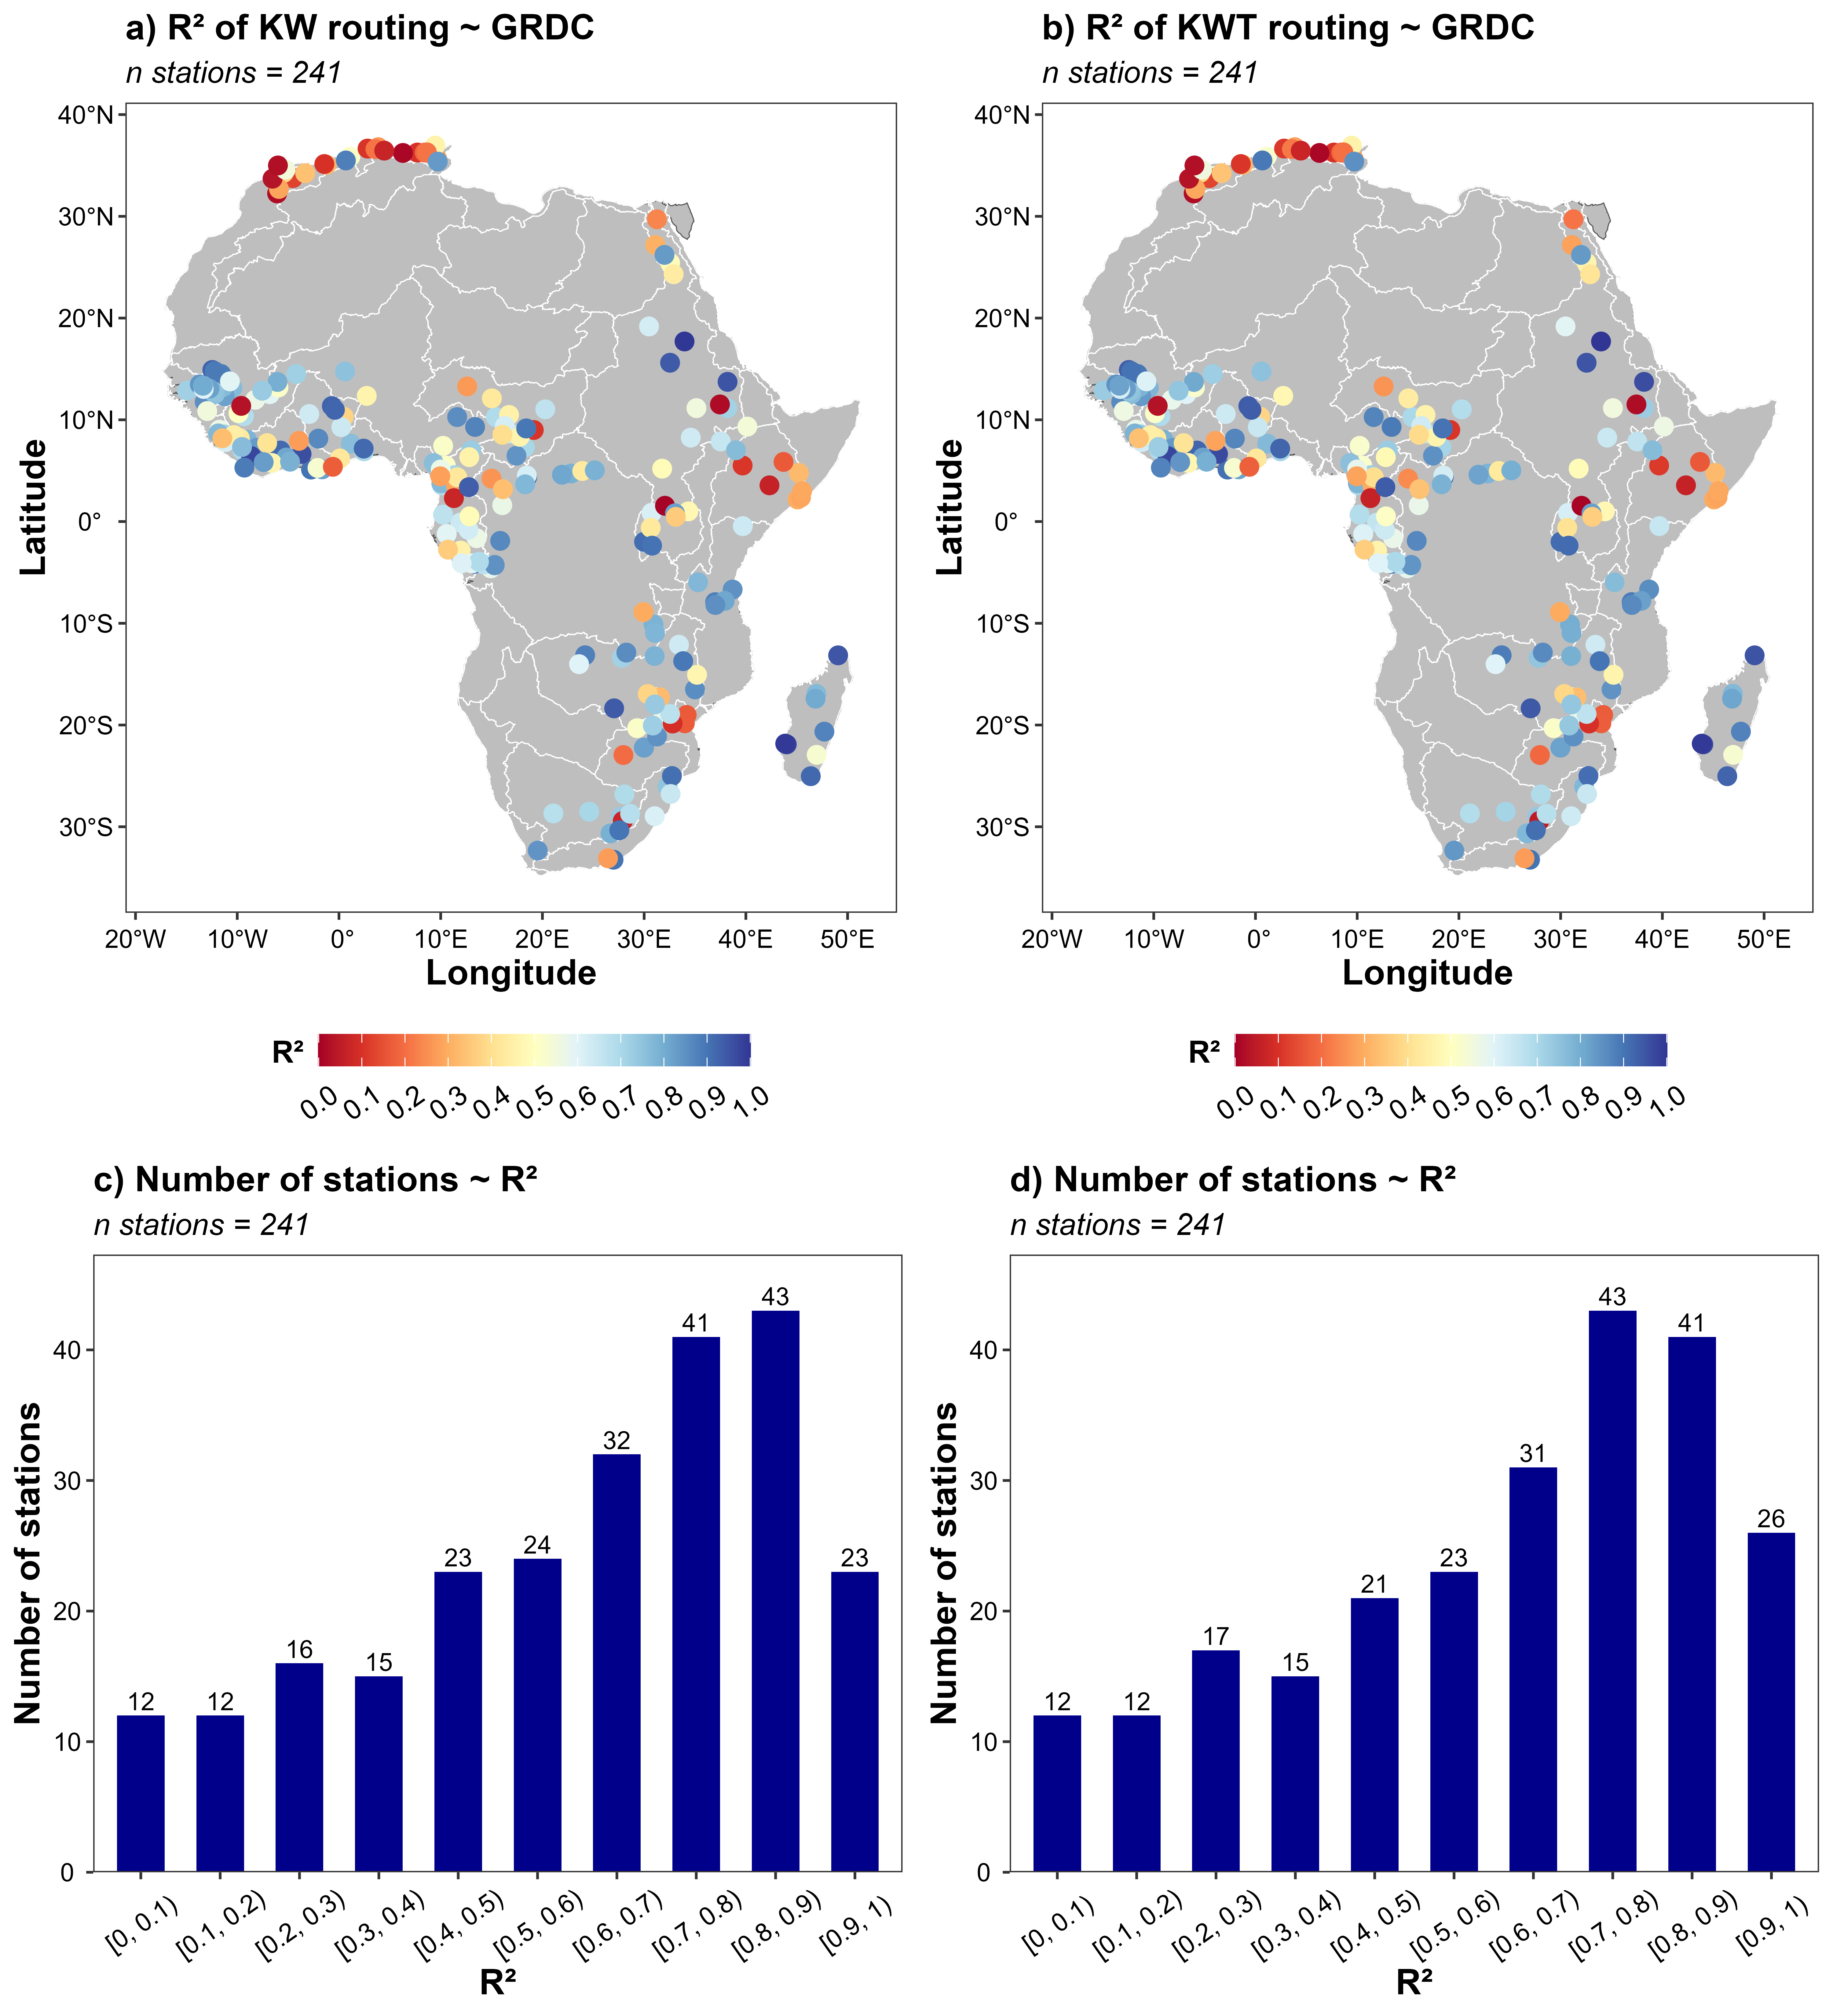 a) R² of KW routing ~ GRDC
n stations = 241
40°N
30°N
20°N
10°N
0°
10°S
20°S
30°S
Latitude
20°W 10°W 0° 10°E 20°E 30°E 40°E 50°E
Longitude
R²
0.0 0.1 0.2 0.3 0.4 0.5 0.6 0.7 0.8 0.9 1.0
b) R² of KWT routing ~ GRDC
n stations = 241
40°N
30°N
20°N
10°N
0°
10°S
20°S
30°S
Latitude
20°W 10°W 0° 10°E 20°E 30°E 40°E 50°E
Longitude
R²
0.0 0.1 0.2 0.3 0.4 0.5 0.6 0.7 0.8 0.9 1.0
c) Number of stations ~ R²
n stations = 241
Number of stations
40
30
20
10
0
12 12 16 15 23 24 32 41 43 23
[0, 0.1) [0.1, 0.2) [0.2, 0.3) [0.3, 0.4) [0.4, 0.5) [0.5, 0.6) [0.6, 0.7) [0.7, 0.8) [0.8, 0.9) [0.9, 1)
R²
d) Number of stations ~ R²
n stations = 241
Number of stations
40
30
20
10
0
12 12 17 15 21 23 31 43 41 26
[0, 0.1) [0.1, 0.2) [0.2, 0.3) [0.3, 0.4) [0.4, 0.5) [0.5, 0.6) [0.6, 0.7) [0.7, 0.8) [0.8, 0.9) [0.9, 1)
R²